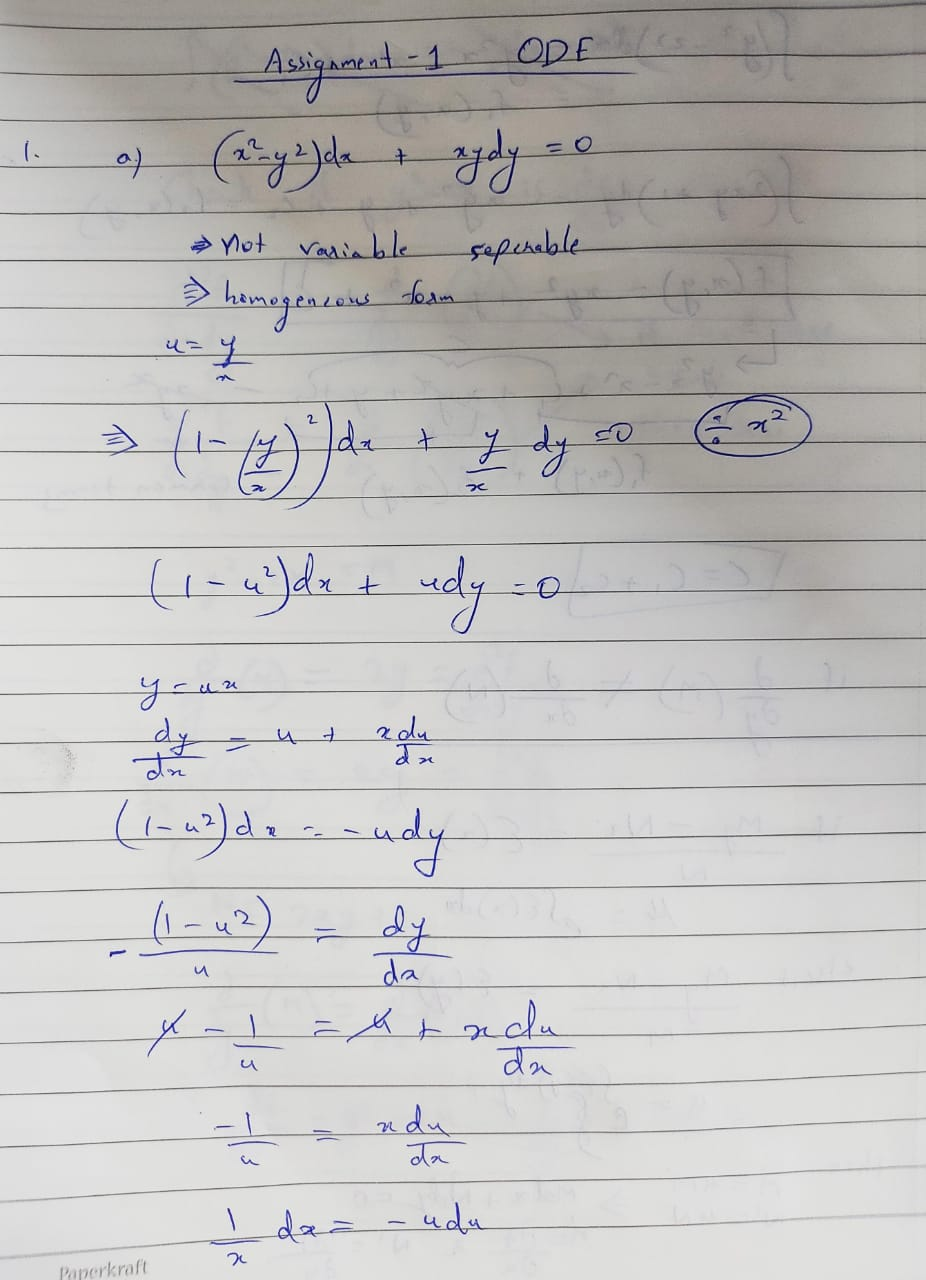 Assignment - 1 ODE
1. a) (x²-y²)dx + xydy = 0
⇒ not variable seperable
⇒ homogeneous form
u = y/x
⇒ (1 - (y/x)²)dx + y/x dy = 0 ÷ x²
(1 - u²)dx + udy = 0
y = ux
dy/dx = u + xdu/dx
(1 - u²)dx = - udy
- (1 - u²)/u = dy/dx
u - 1/u = u + x du/dx
-1/u = x du/dx
1/x dx = - udu
Paperkraft